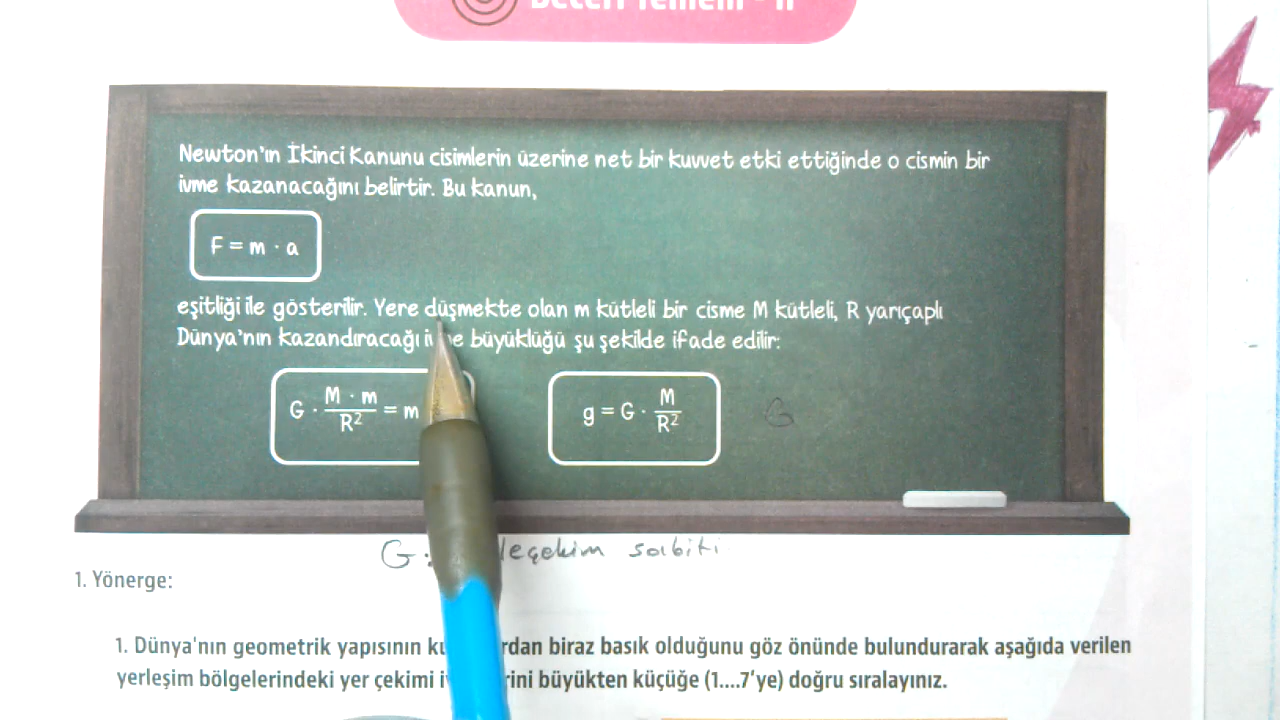 Beceri Temelli - II
Newton'ın İkinci Kanunu cisimlerin üzerine net bir kuvvet etki ettiğinde o cismin bir
ivme kazanacağını belirtir. Bu kanun,
F = m · a
eşitliği ile gösterilir. Yere düşmekte olan m kütleli bir cisme M kütleli, R yarıçaplı
Dünya'nın kazandıracağı büyüklüğü şu şekilde ifade edilir:
G · M · m / R² = m
g = G · M / R²
G
G: sabiti
1. Yönerge:
1. Dünya'nın geometrik yapısının biraz basık olduğunu göz önünde bulundurarak aşağıda verilen
yerleşim bölgelerindeki yer çekimi büyükten küçüğe (1....7'ye) doğru sıralayınız.